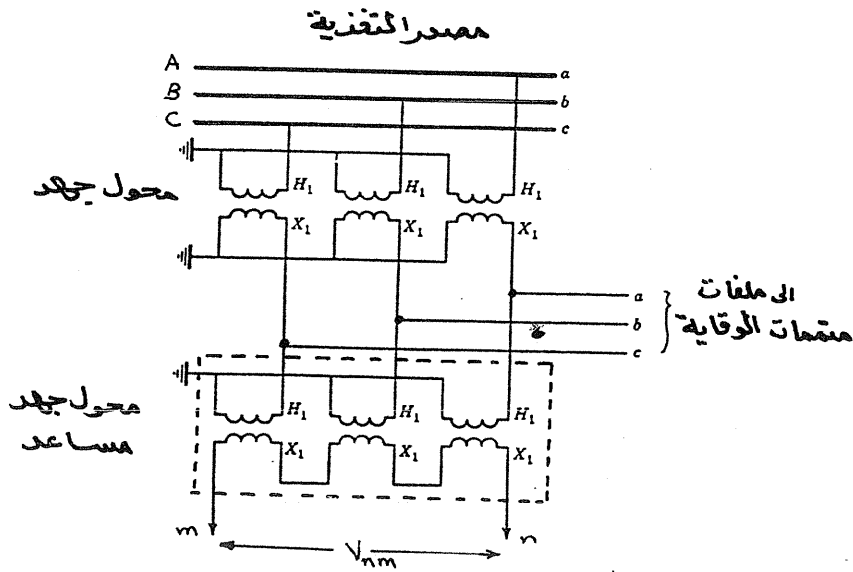 مصدر التغذية
A a
B b
C c
محول جهد
H₁ H₁ H₁
X₁ X₁ X₁
a
الى ملفات
b
متممات الوقاية
c
محول جهد
مساعد
H₁ H₁ H₁
X₁ X₁ X₁
m n
Vnm